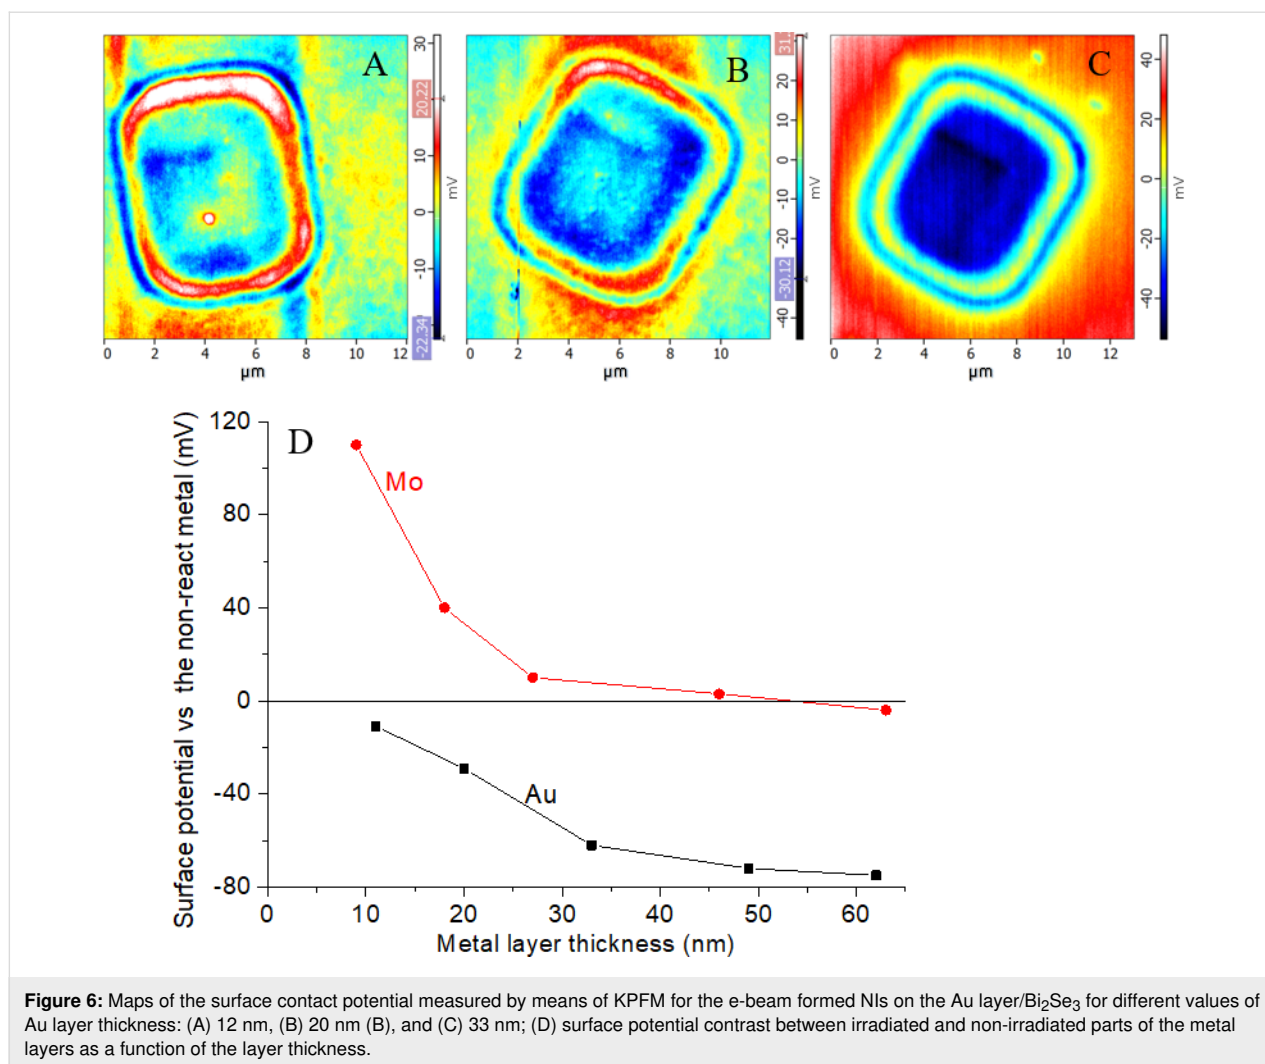 A
B
C
30
20.22
10
0
-10
-22.34
mV
31.
20
10
0
-10
-20
-30.12
-40
mV
40
20
0
-20
-40
mV
0 2 4 6 8 10 12
µm
0 2 4 6 8 10
µm
0 2 4 6 8 10 12
µm
D
Surface potential vs the non-react metal (mV)
120
80
40
0
-40
-80
Mo
Au
0 10 20 30 40 50 60
Metal layer thickness (nm)
Figure 6: Maps of the surface contact potential measured by means of KPFM for the e-beam formed NIs on the Au layer/Bi₂Se₃ for different values of
Au layer thickness: (A) 12 nm, (B) 20 nm (B), and (C) 33 nm; (D) surface potential contrast between irradiated and non-irradiated parts of the metal
layers as a function of the layer thickness.